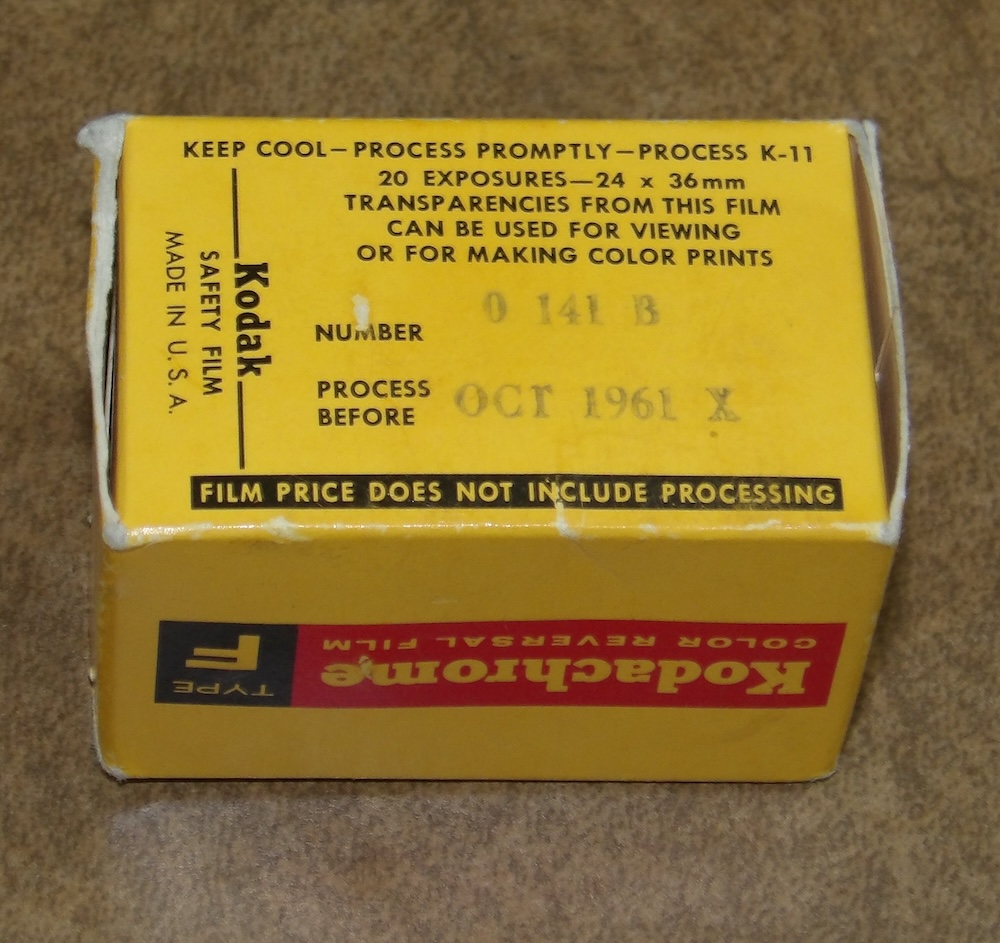 KEEP COOL—PROCESS PROMPTLY—PROCESS K-11
20 EXPOSURES—24 x 36mm
TRANSPARENCIES FROM THIS FILM
CAN BE USED FOR VIEWING
OR FOR MAKING COLOR PRINTS
Kodak
SAFETY FILM
MADE IN U. S. A.
NUMBER 0 141 B
PROCESS
BEFORE OCT 1961 X
FILM PRICE DOES NOT INCLUDE PROCESSING
Kodachrome
COLOR REVERSAL FILM
TYPE
F